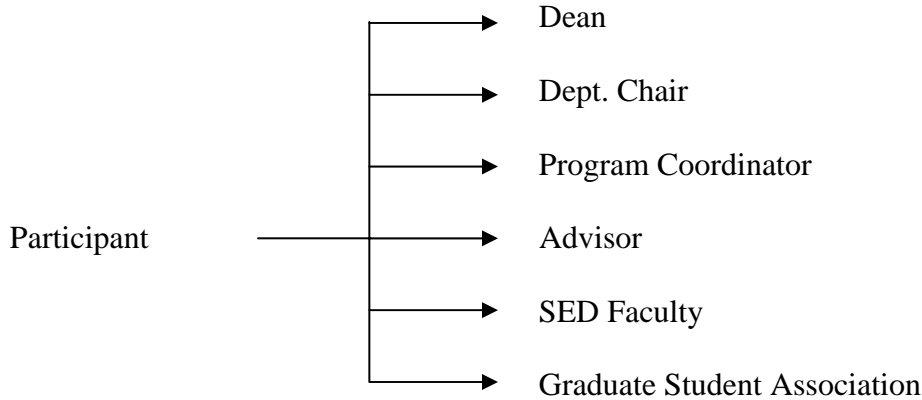 Dean
Dept. Chair
Program Coordinator
Participant
Advisor
SED Faculty
Graduate Student Association